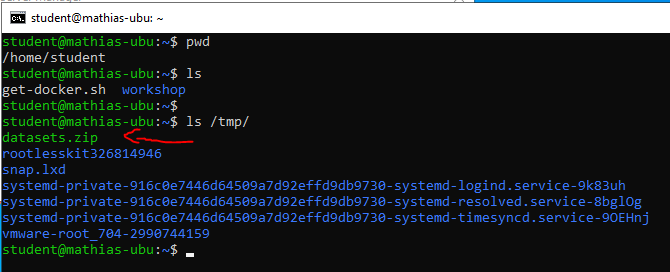 student@mathias-ubu: ~
student@mathias-ubu:~$ pwd
/home/student
student@mathias-ubu:~$ ls
get-docker.sh  workshop
student@mathias-ubu:~$
student@mathias-ubu:~$ ls /tmp/
datasets.zip
rootlesskit326814946
snap.lxd
systemd-private-916c0e7446d64509a7d92effd9db9730-systemd-logind.service-9k83uh
systemd-private-916c0e7446d64509a7d92effd9db9730-systemd-resolved.service-8bglOg
systemd-private-916c0e7446d64509a7d92effd9db9730-systemd-timesyncd.service-9OEHnj
vmware-root_704-2990744159
student@mathias-ubu:~$